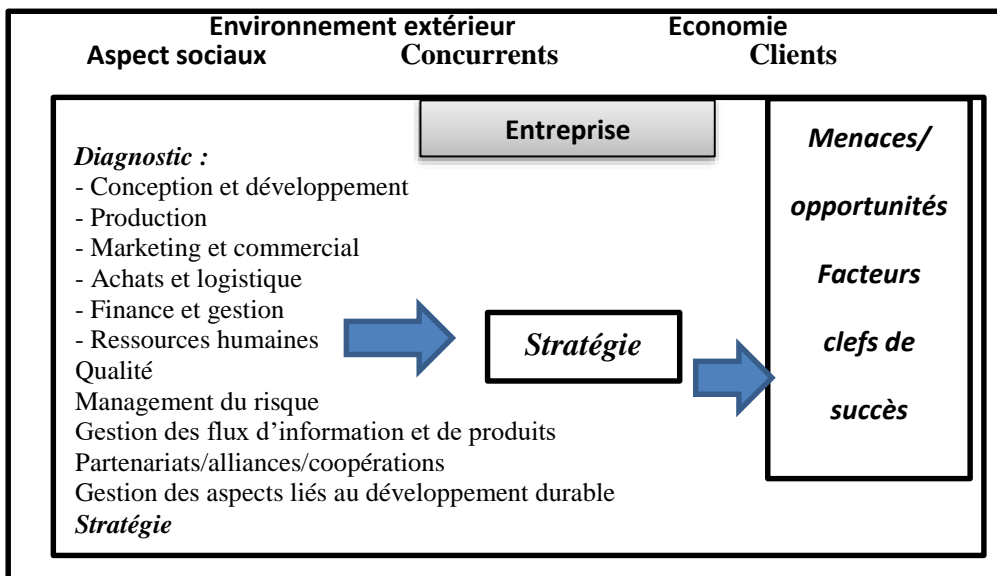 Environnement extérieur Economie
Aspect sociaux Concurrents Clients
Entreprise
Diagnostic :
- Conception et développement
- Production
- Marketing et commercial
- Achats et logistique
- Finance et gestion
- Ressources humaines
Qualité
Management du risque
Gestion des flux d’information et de produits
Partenariats/alliances/coopérations
Gestion des aspects liés au développement durable
Stratégie
Stratégie
Menaces/
opportunités
Facteurs
clefs de
succès